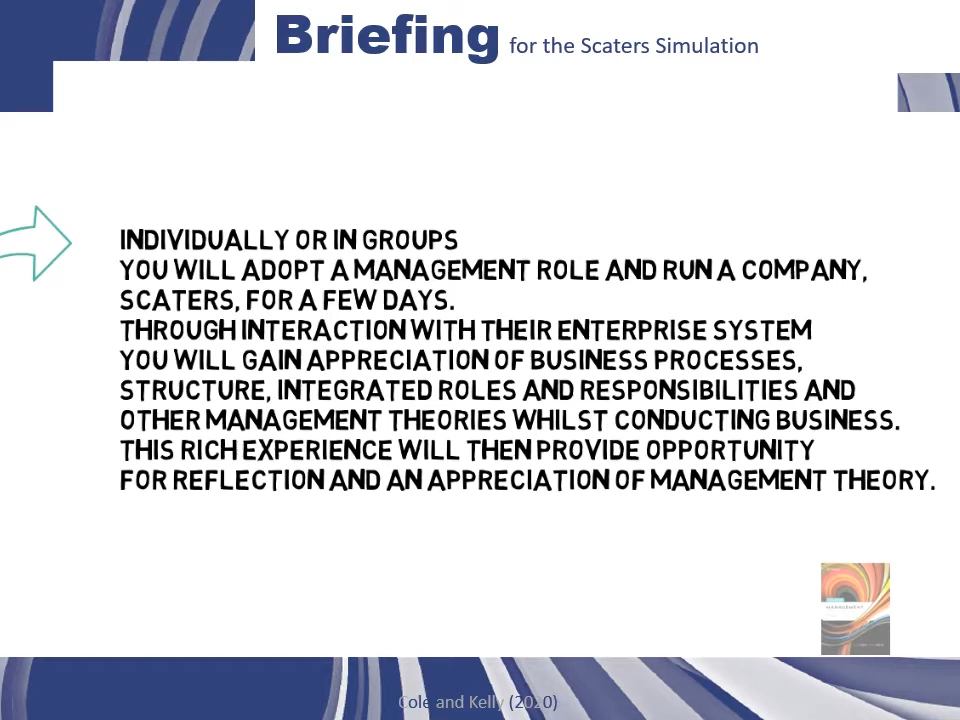 Briefing for the Scaters Simulation
INDIVIDUALLY OR IN GROUPS
YOU WILL ADOPT A MANAGEMENT ROLE AND RUN A COMPANY,
SCATERS, FOR A FEW DAYS.
THROUGH INTERACTION WITH THEIR ENTERPRISE SYSTEM
YOU WILL GAIN APPRECIATION OF BUSINESS PROCESSES,
STRUCTURE, INTEGRATED ROLES AND RESPONSIBILITIES AND
OTHER MANAGEMENT THEORIES WHILST CONDUCTING BUSINESS.
THIS RICH EXPERIENCE WILL THEN PROVIDE OPPORTUNITY
FOR REFLECTION AND AN APPRECIATION OF MANAGEMENT THEORY.
MANAGEMENT
Cole and Kelly (2020)